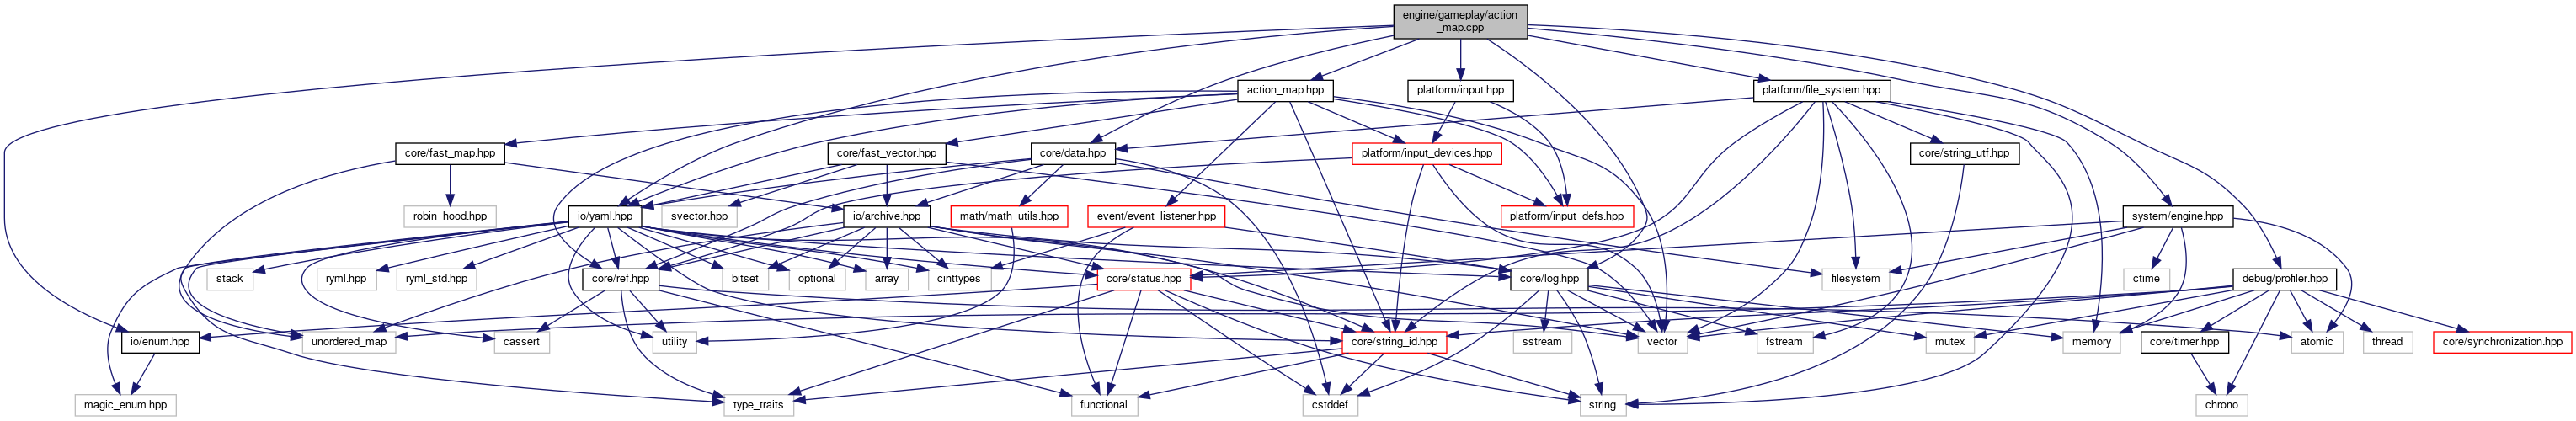 engine/gameplay/action
_map.cpp
action_map.hpp
platform/input.hpp
platform/file_system.hpp
core/fast_map.hpp
core/fast_vector.hpp
core/data.hpp
platform/input_devices.hpp
core/string_utf.hpp
robin_hood.hpp
io/yaml.hpp
svector.hpp
io/archive.hpp
math/math_utils.hpp
event/event_listener.hpp
platform/input_defs.hpp
system/engine.hpp
stack
ryml.hpp
ryml_std.hpp
core/ref.hpp
bitset
optional
array
cinttypes
core/status.hpp
core/log.hpp
filesystem
ctime
debug/profiler.hpp
io/enum.hpp
unordered_map
cassert
utility
core/string_id.hpp
sstream
vector
fstream
mutex
memory
core/timer.hpp
atomic
thread
core/synchronization.hpp
magic_enum.hpp
type_traits
functional
cstddef
string
chrono